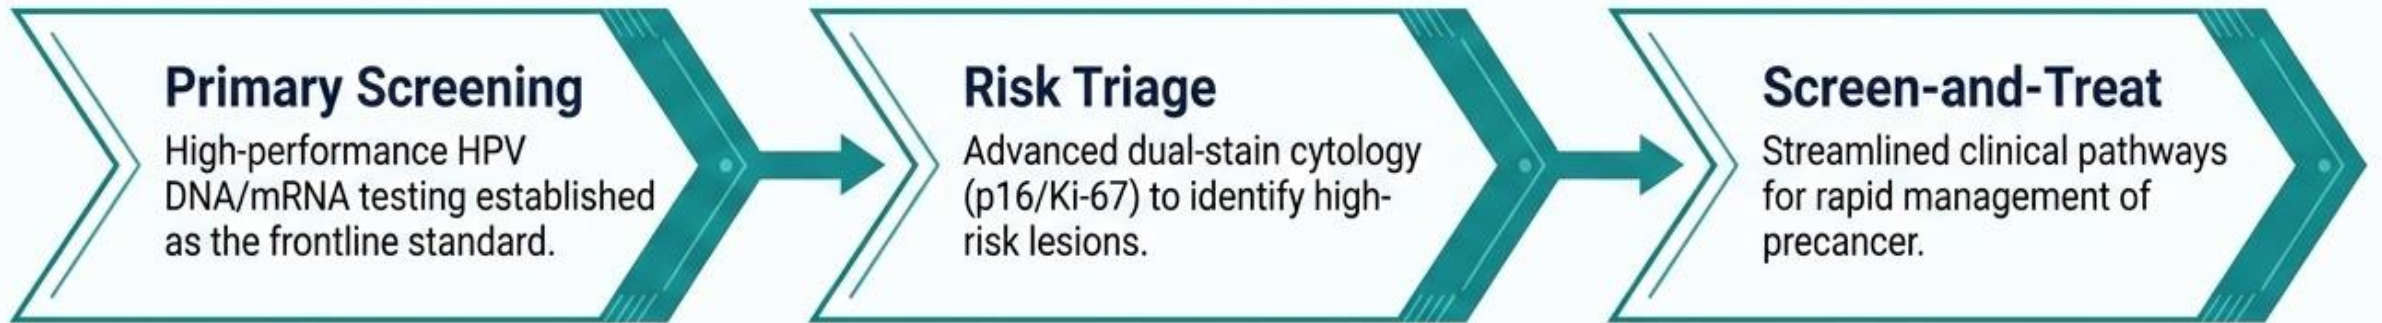 Primary Screening
High-performance HPV
DNA/mRNA testing established
as the frontline standard.
Risk Triage
Advanced dual-stain cytology
(p16/Ki-67) to identify high-
risk lesions.
Screen-and-Treat
Streamlined clinical pathways
for rapid management of
precancer.